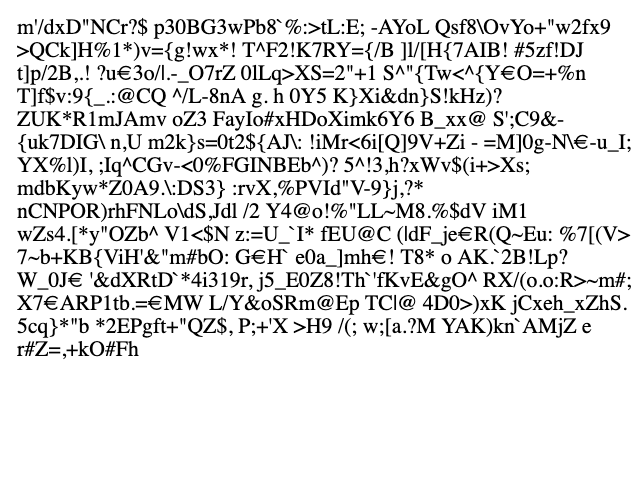 m'/dxD"NCr?$ p30BG3wPb8`%:>tL:E; -AYoL Qsf8\OvYo+"w2fx9
>QCk]H%1*)v={g!wx*! T^F2!K7RY={/B ]l/[H{7AIB! #5zf!DJ
t]p/2B,.! ?u€3o/l.-_O7rZ 0lLq>XS=2"+1 S^"{Tw<^{Y€O=+%n
T]f$v:9{_.:@CQ ^/L-8nA g. h 0Y5 K}Xi&dn}S!kHz)?
ZUK*R1mJAmv oZ3 FayIo#xHDoXimk6Y6 B_xx@ S';C9&-
{uk7DIG\ n,U m2k}s=0t2${AJ\: !iMr<6i[Q]9V+Zi - =M]0g-N\€-u_I;
YX%l)I, ;Iq^CGv-<0%FGINBEb^)? 5^!3,h?xWv$(i+>Xs;
mdbKyw*Z0A9.\:DS3} :rvX,%PVId"V-9}j,?*
nCNPOR)rhFNLo\dS,Jdl /2 Y4@o!%"LL~M8.%$dV iM1
wZs4.[*y"OZb^ V1<$N z:=U_`I* fEU@C (ldF_je€R(Q~Eu: %7[(V>
7~b+KB{ViH'&"m#bO: G€H` e0a_]mh€! T8* o AK.`2B!Lp?
W_0J€ '&dXRtD`*4i319r, j5_E0Z8!Th`'fKvE&gO^ RX/(o.o:R>~m#;
X7€ARP1tb.=€MW L/Y&oSRm@Ep TCl@ 4D0>)xK jCxeh_xZhS.
5cq}*"b *2EPgft+"QZ$, P;+'X >H9 /(; w;[a.?M YAK)kn`AMjZ e
r#Z=,+kO#Fh